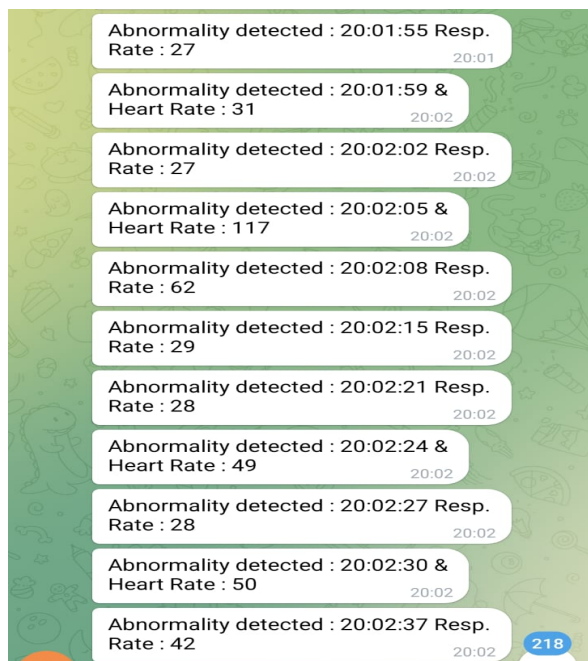 Abnormality detected : 20:01:55 Resp.
Rate : 27
20:01
Abnormality detected : 20:01:59 &
Heart Rate : 31
20:02
Abnormality detected : 20:02:02 Resp.
Rate : 27
20:02
Abnormality detected : 20:02:05 &
Heart Rate : 117
20:02
Abnormality detected : 20:02:08 Resp.
Rate : 62
20:02
Abnormality detected : 20:02:15 Resp.
Rate : 29
20:02
Abnormality detected : 20:02:21 Resp.
Rate : 28
20:02
Abnormality detected : 20:02:24 &
Heart Rate : 49
20:02
Abnormality detected : 20:02:27 Resp.
Rate : 28
20:02
Abnormality detected : 20:02:30 &
Heart Rate : 50
20:02
Abnormality detected : 20:02:37 Resp.
Rate : 42
20:02
218